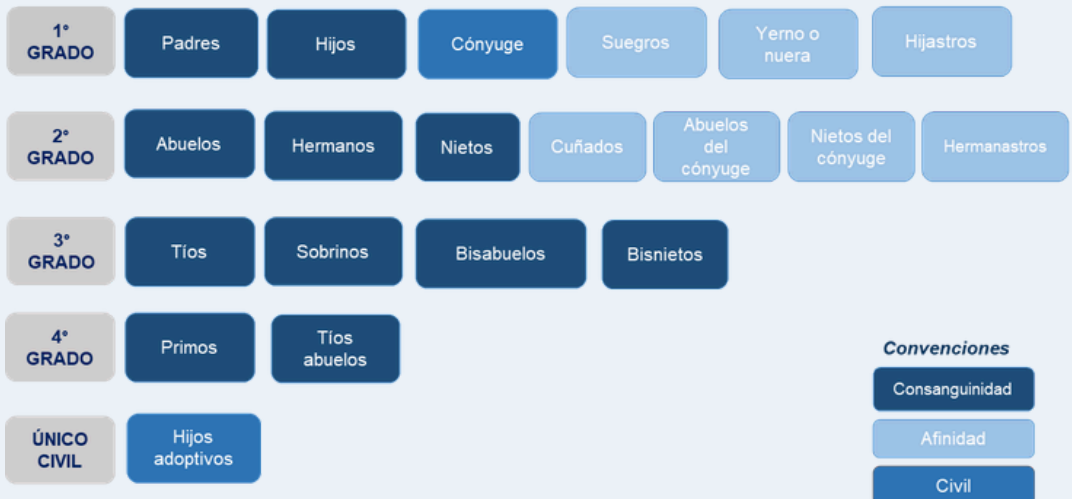 1°
GRADO
Padres
Hijos
Cónyuge
Suegros
Yerno o
nuera
Hijastros
2°
GRADO
Abuelos
Hermanos
Nietos
Cuñados
Abuelos
del
cónyuge
Nietos del
cónyuge
Hermanastros
3°
GRADO
Tíos
Sobrinos
Bisabuelos
Bisnietos
4°
GRADO
Primos
Tíos
abuelos
ÚNICO
CIVIL
Hijos
adoptivos
Convenciones
Consanguinidad
Afinidad
Civil